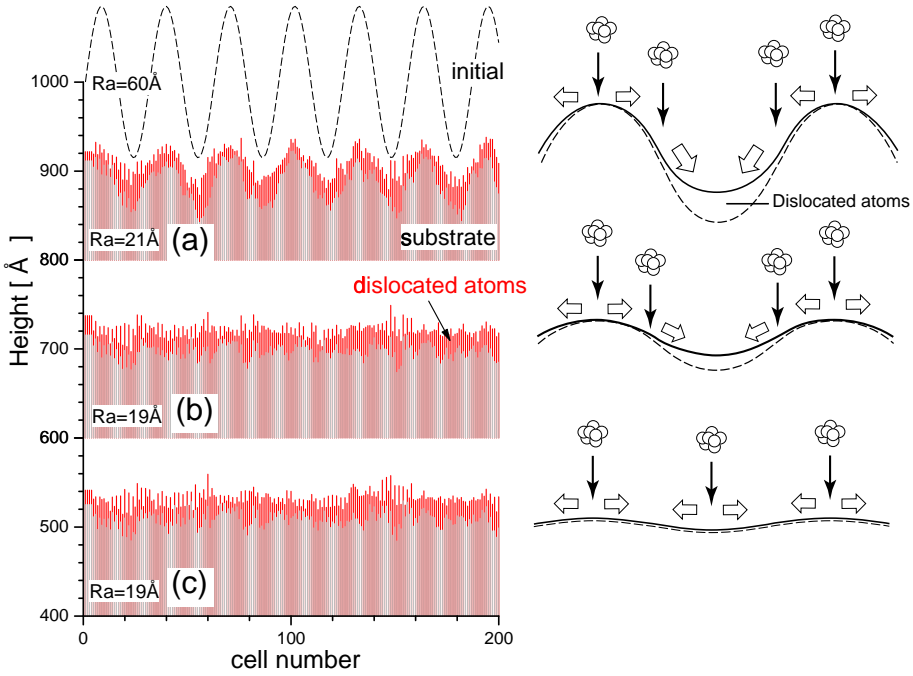 initial
Ra=60Å
1000
900
Ra=21Å
(a)
substrate
800
dislocated atoms
700
Ra=19Å
(b)
600
500
Ra=19Å
(c)
400
0
100
200
cell number
Height [ Å ]
Dislocated atoms